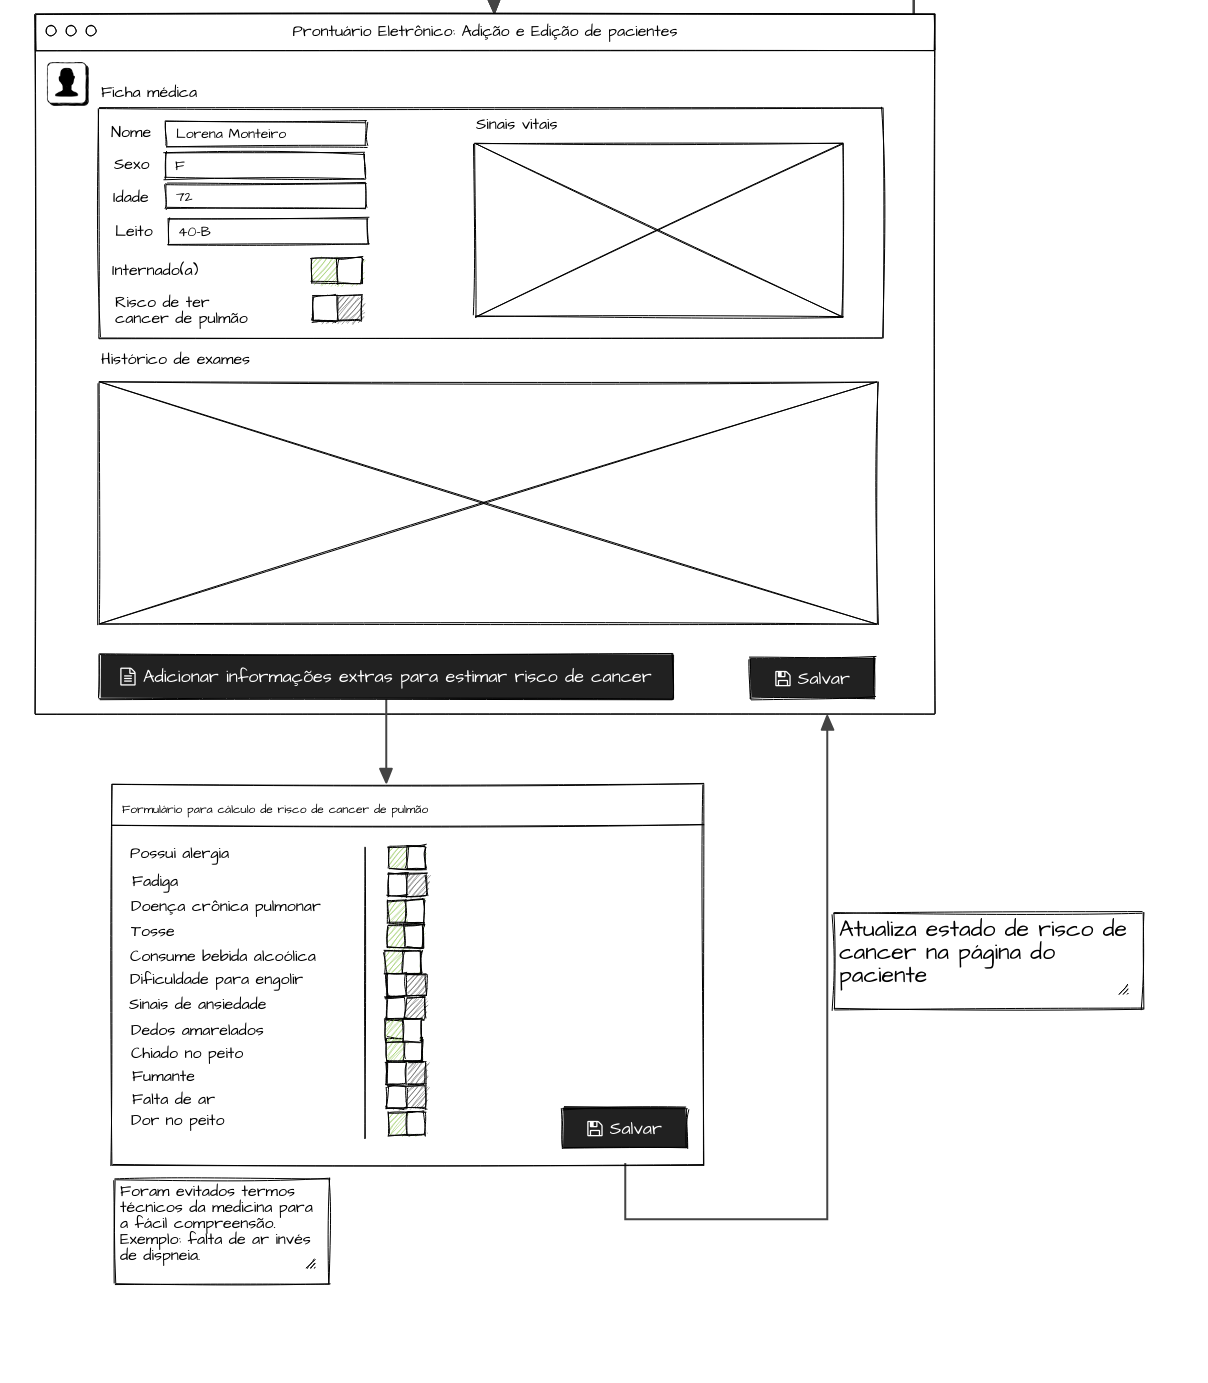 Prontuário Eletrônico: Adição e Edição de pacientes
Ficha médica
Nome
Lorena Monteiro
Sexo
F
Idade
72
Leito
40-B
Internado(a)
Risco de ter
cancer de pulmão
Sinais vitais
Histórico de exames
Adicionar informações extras para estimar risco de cancer
Salvar
Formulário para cálculo de risco de cancer de pulmão
Possui alergia
Fadiga
Doença crônica pulmonar
Tosse
Consume bebida alcoólica
Dificuldade para engolir
Sinais de ansiedade
Dedos amarelados
Chiado no peito
Fumante
Falta de ar
Dor no peito
Salvar
Atualiza estado de risco de
cancer na página do
paciente
Foram evitados termos
técnicos da medicina para
a fácil compreensão.
Exemplo: falta de ar invés
de dispneia.